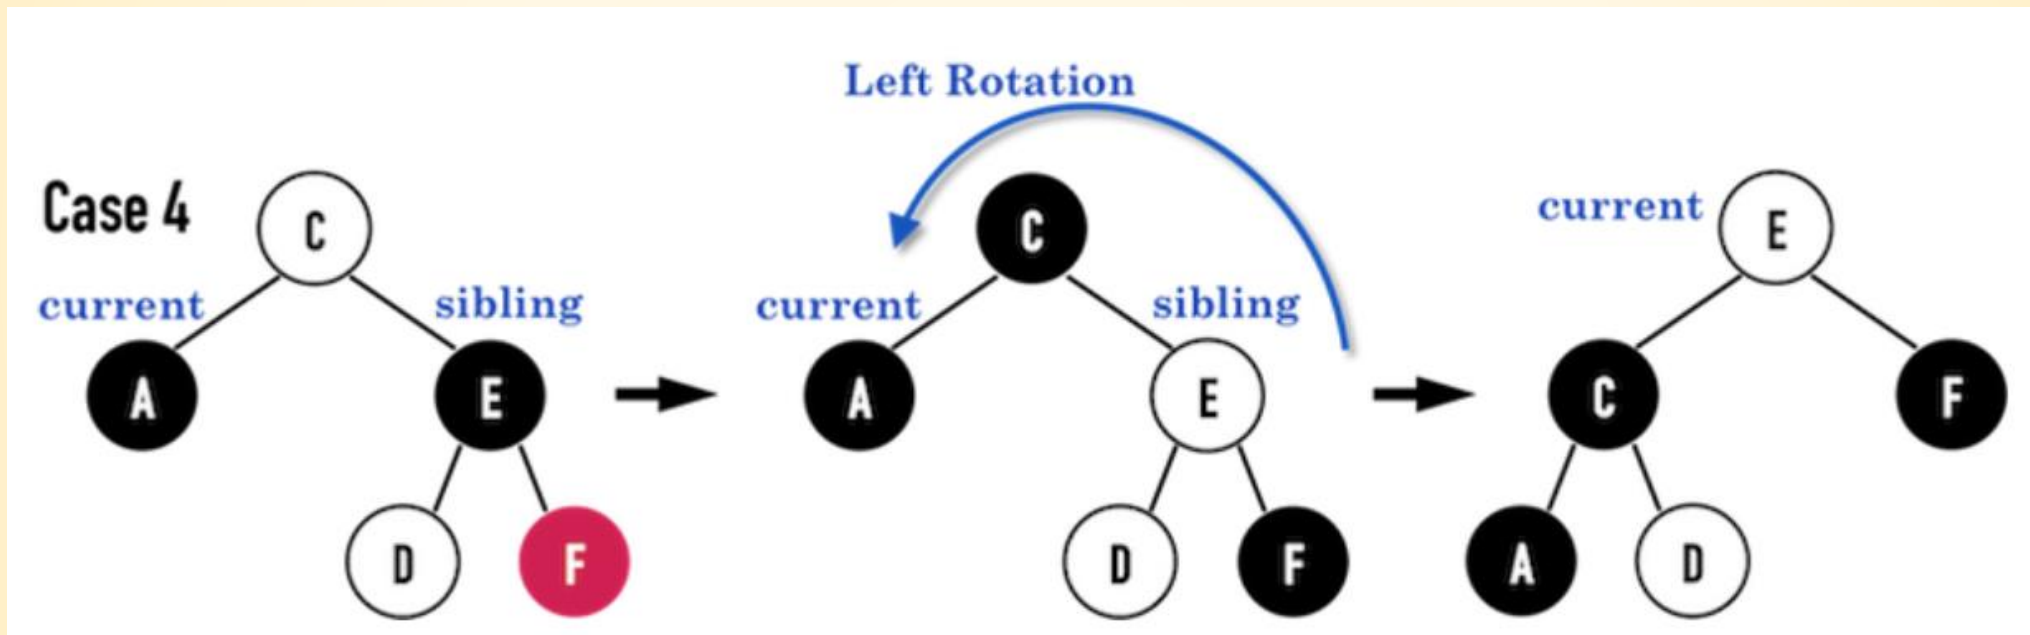 Left Rotation
Case 4
C
current
sibling
A
E
D
F
C
current
sibling
A
E
D
F
current
E
C
F
A
D